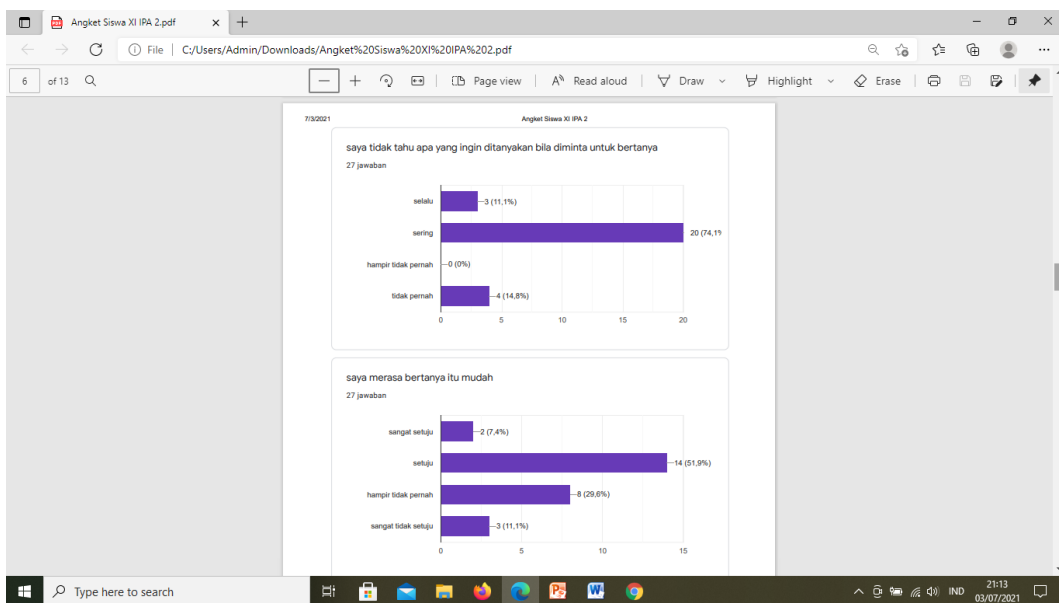 Angket Siswa XI IPA 2.pdf
File | C:/Users/Admin/Downloads/Angket%20Siswa%20XI%20IPA%202.pdf
6 of 13 Page view Read aloud Draw Highlight Erase
7/3/2021 Angket Siswa XI IPA 2
saya tidak tahu apa yang ingin ditanyakan bila diminta untuk bertanya
27 jawaban
selalu 3 (11,1%)
sering 20 (74,1%
hampir tidak pernah 0 (0%)
tidak pernah 4 (14,8%)
0 5 10 15 20
saya merasa bertanya itu mudah
27 jawaban
sangat setuju 2 (7,4%)
setuju 14 (51,9%)
hampir tidak pernah 8 (29,6%)
sangat tidak setuju 3 (11,1%)
0 5 10 15
Type here to search IND 21:13
03/07/2021